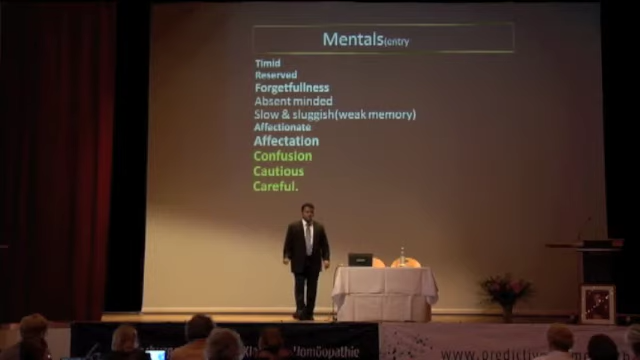 Mentals(entry
Timid
Reserved
Forgetfullness
Absent minded
Slow & sluggish(weak memory)
Affectionate
Affectation
Confusion
Cautious
Careful.
Homöopathie
www.predictive